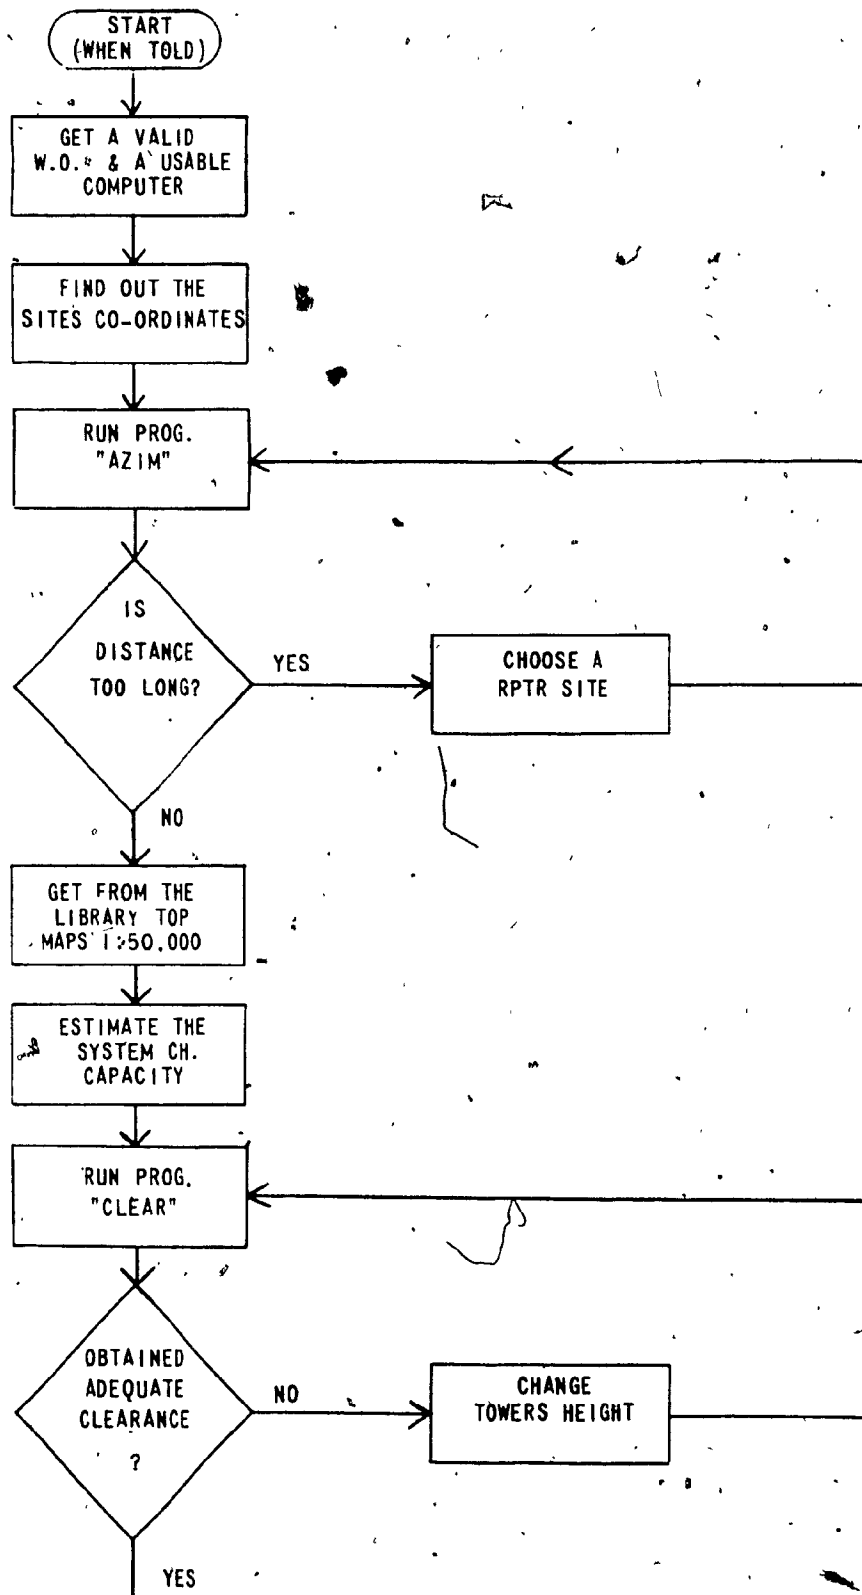 START
(WHEN TOLD)
GET A VALID
W.O.# & A USABLE
COMPUTER
FIND OUT THE
SITES CO-ORDINATES
RUN PROG.
"AZIM"
IS
DISTANCE
TOO LONG?
YES
CHOOSE A
RPTR SITE
NO
GET FROM THE
LIBRARY TOP
MAPS 1:50,000
ESTIMATE THE
SYSTEM CH.
CAPACITY
RUN PROG.
"CLEAR"
OBTAINED
ADEQUATE
CLEARANCE
?
NO
CHANGE
TOWERS HEIGHT
YES